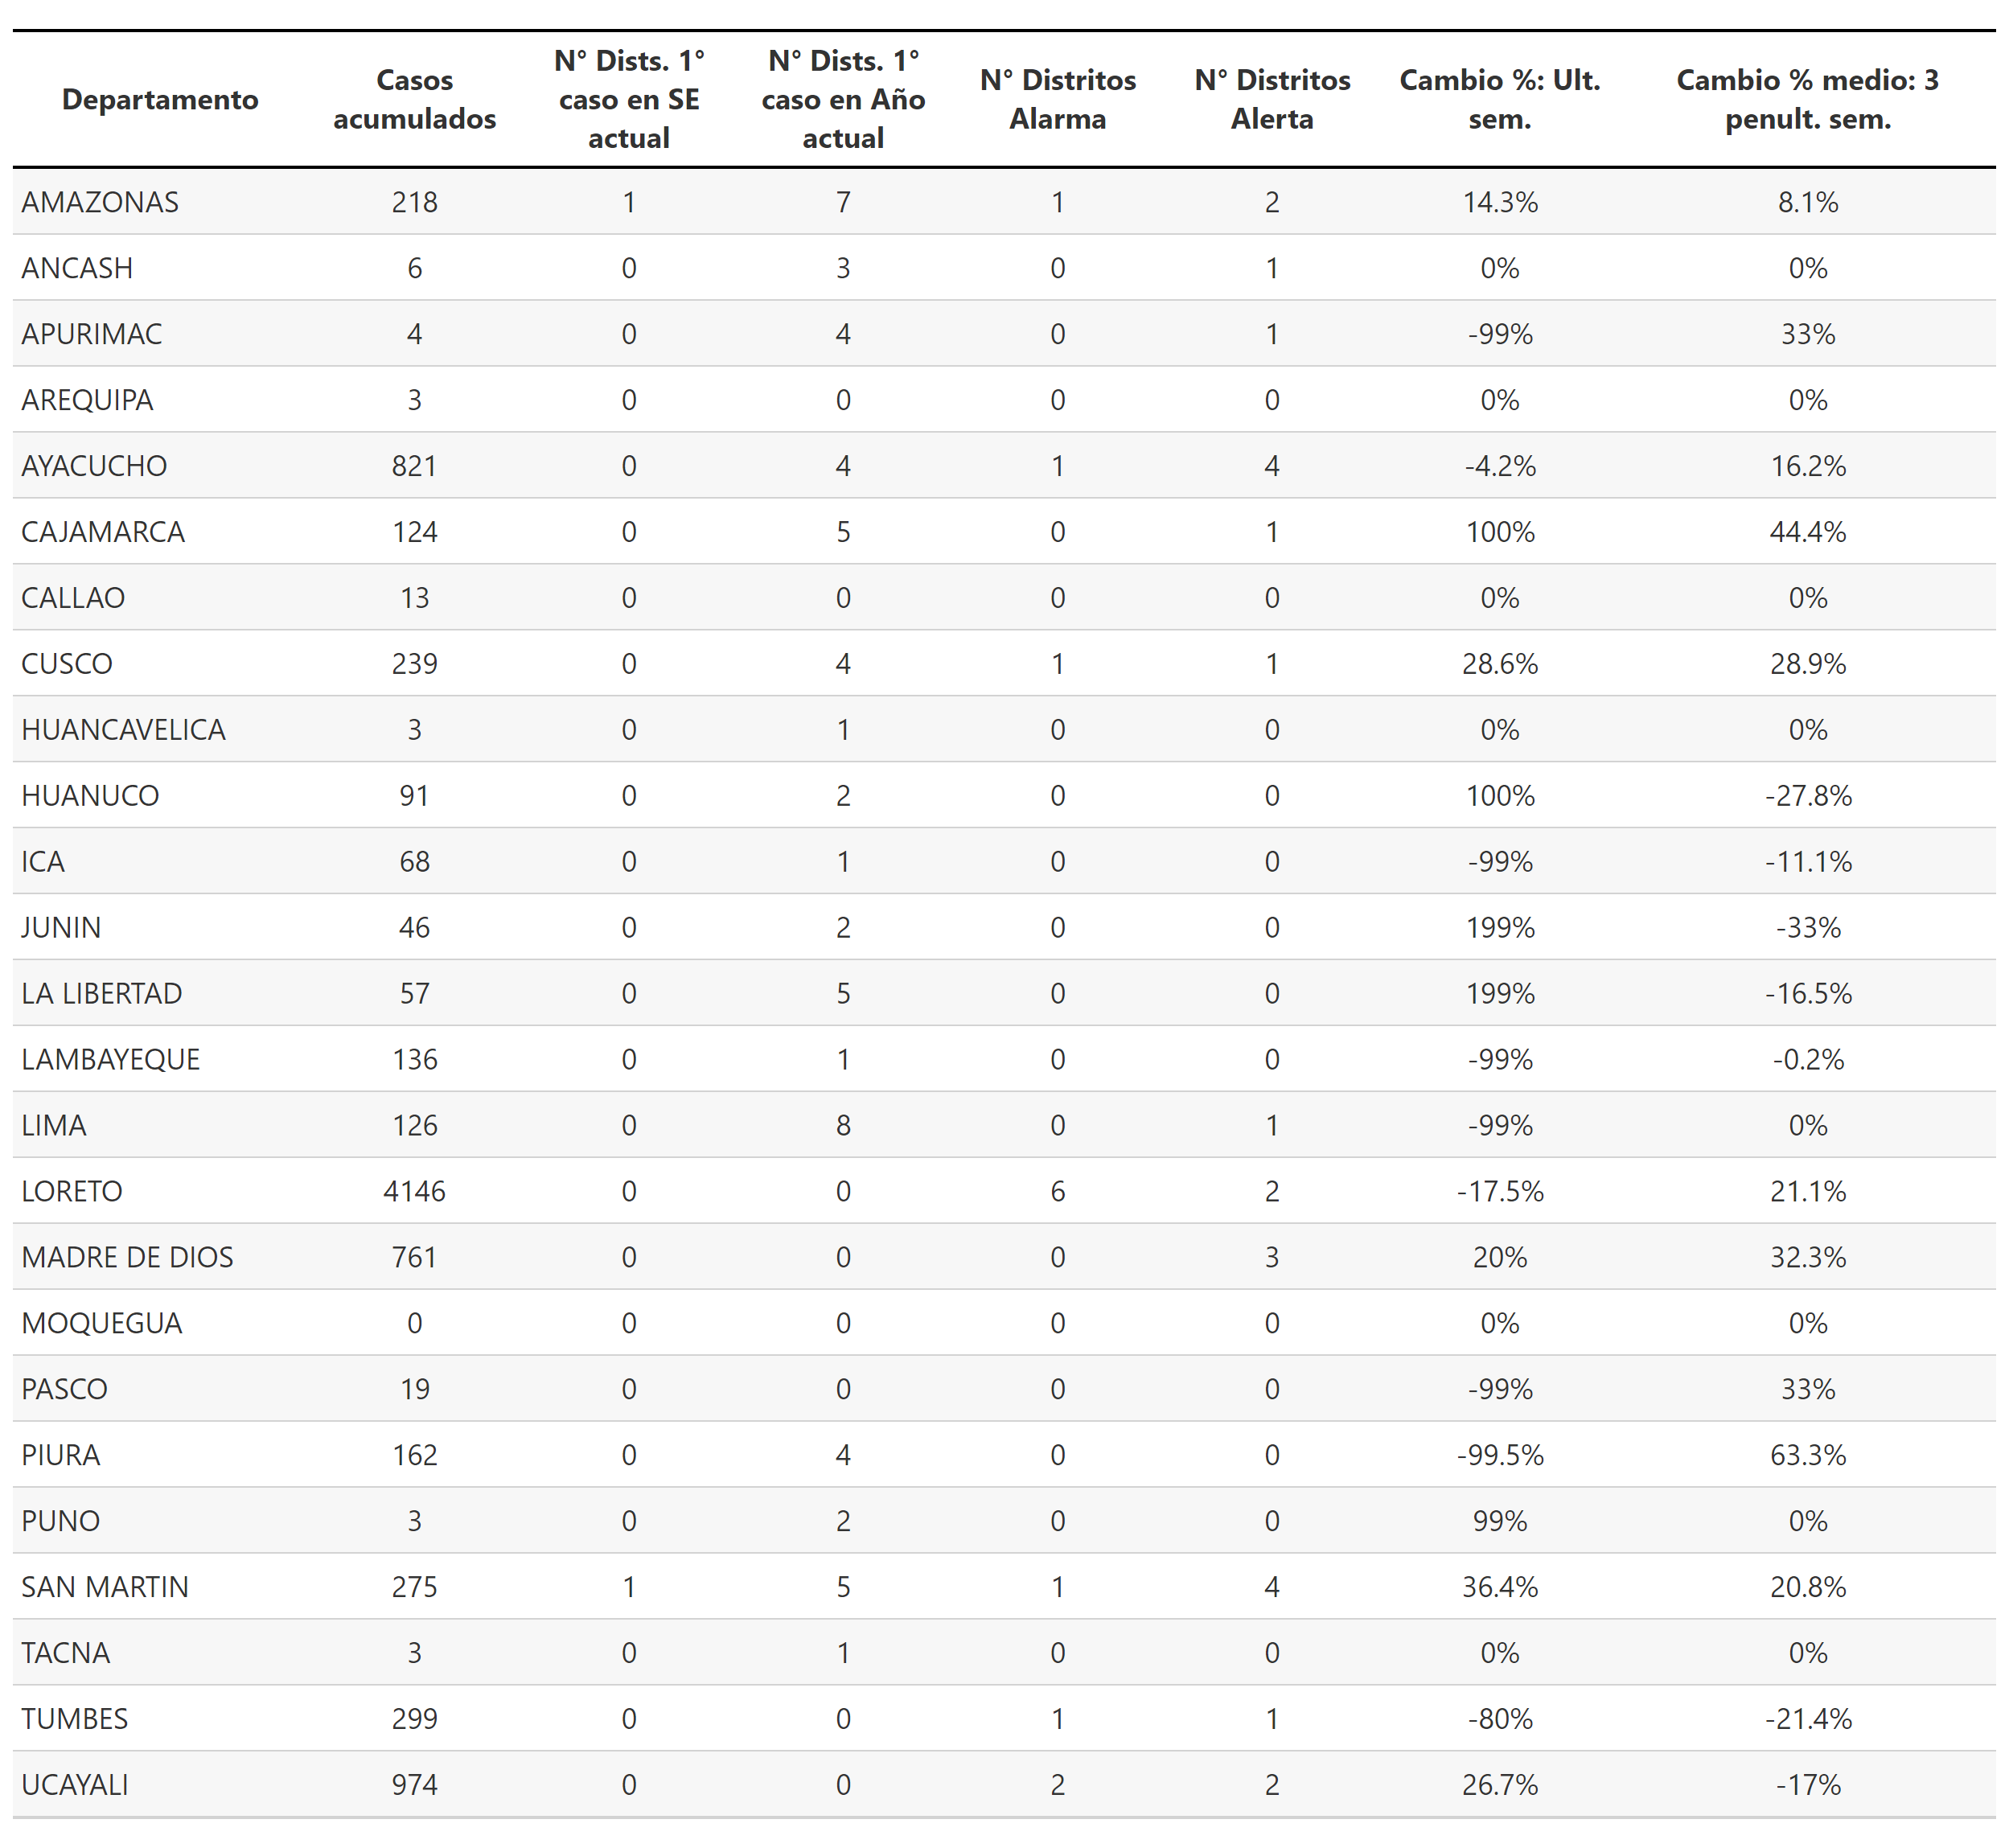 Departamento Casos acumulados N° Dists. 1° caso en SE actual N° Dists. 1° caso en Año actual N° Distritos Alarma N° Distritos Alerta Cambio %: Ult. sem. Cambio % medio: 3 penult. sem.
AMAZONAS 218 1 7 1 2 14.3% 8.1%
ANCASH 6 0 3 0 1 0% 0%
APURIMAC 4 0 4 0 1 -99% 33%
AREQUIPA 3 0 0 0 0 0% 0%
AYACUCHO 821 0 4 1 4 -4.2% 16.2%
CAJAMARCA 124 0 5 0 1 100% 44.4%
CALLAO 13 0 0 0 0 0% 0%
CUSCO 239 0 4 1 1 28.6% 28.9%
HUANCAVELICA 3 0 1 0 0 0% 0%
HUANUCO 91 0 2 0 0 100% -27.8%
ICA 68 0 1 0 0 -99% -11.1%
JUNIN 46 0 2 0 0 199% -33%
LA LIBERTAD 57 0 5 0 0 199% -16.5%
LAMBAYEQUE 136 0 1 0 0 -99% -0.2%
LIMA 126 0 8 0 1 -99% 0%
LORETO 4146 0 0 6 2 -17.5% 21.1%
MADRE DE DIOS 761 0 0 0 3 20% 32.3%
MOQUEGUA 0 0 0 0 0 0% 0%
PASCO 19 0 0 0 0 -99% 33%
PIURA 162 0 4 0 0 -99.5% 63.3%
PUNO 3 0 2 0 0 99% 0%
SAN MARTIN 275 1 5 1 4 36.4% 20.8%
TACNA 3 0 1 0 0 0% 0%
TUMBES 299 0 0 1 1 -80% -21.4%
UCAYALI 974 0 0 2 2 26.7% -17%